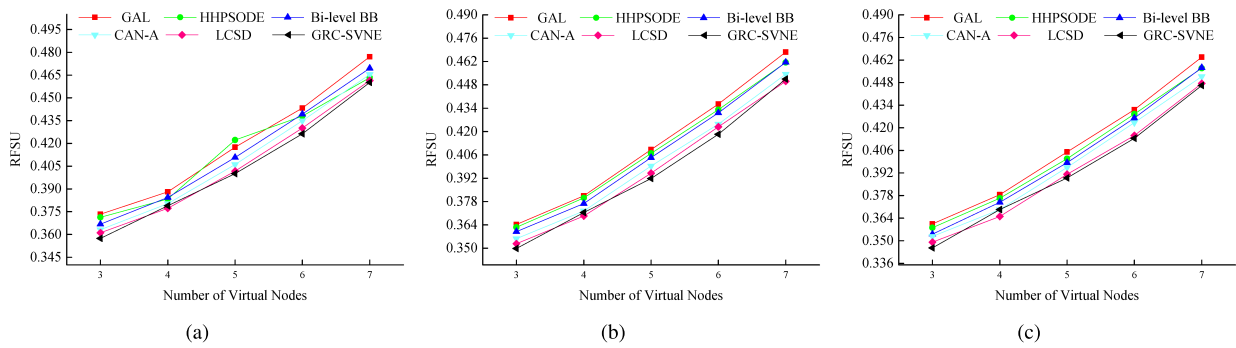 GAL HHPSODE Bi-level BB
CAN-A LCSD GRC-SVNE
RFSU
0.495
0.480
0.465
0.450
0.435
0.420
0.405
0.390
0.375
0.360
0.345
3 4 5 6 7
Number of Virtual Nodes
(a)
GAL HHPSODE Bi-level BB
CAN-A LCSD GRC-SVNE
RFSU
0.490
0.476
0.462
0.448
0.434
0.420
0.406
0.392
0.378
0.364
0.350
3 4 5 6 7
Number of Virtual Nodes
(b)
GAL HHPSODE Bi-level BB
CAN-A LCSD GRC-SVNE
RFSU
0.490
0.476
0.462
0.448
0.434
0.420
0.406
0.392
0.378
0.364
0.350
0.336
3 4 5 6 7
Number of Virtual Nodes
(c)